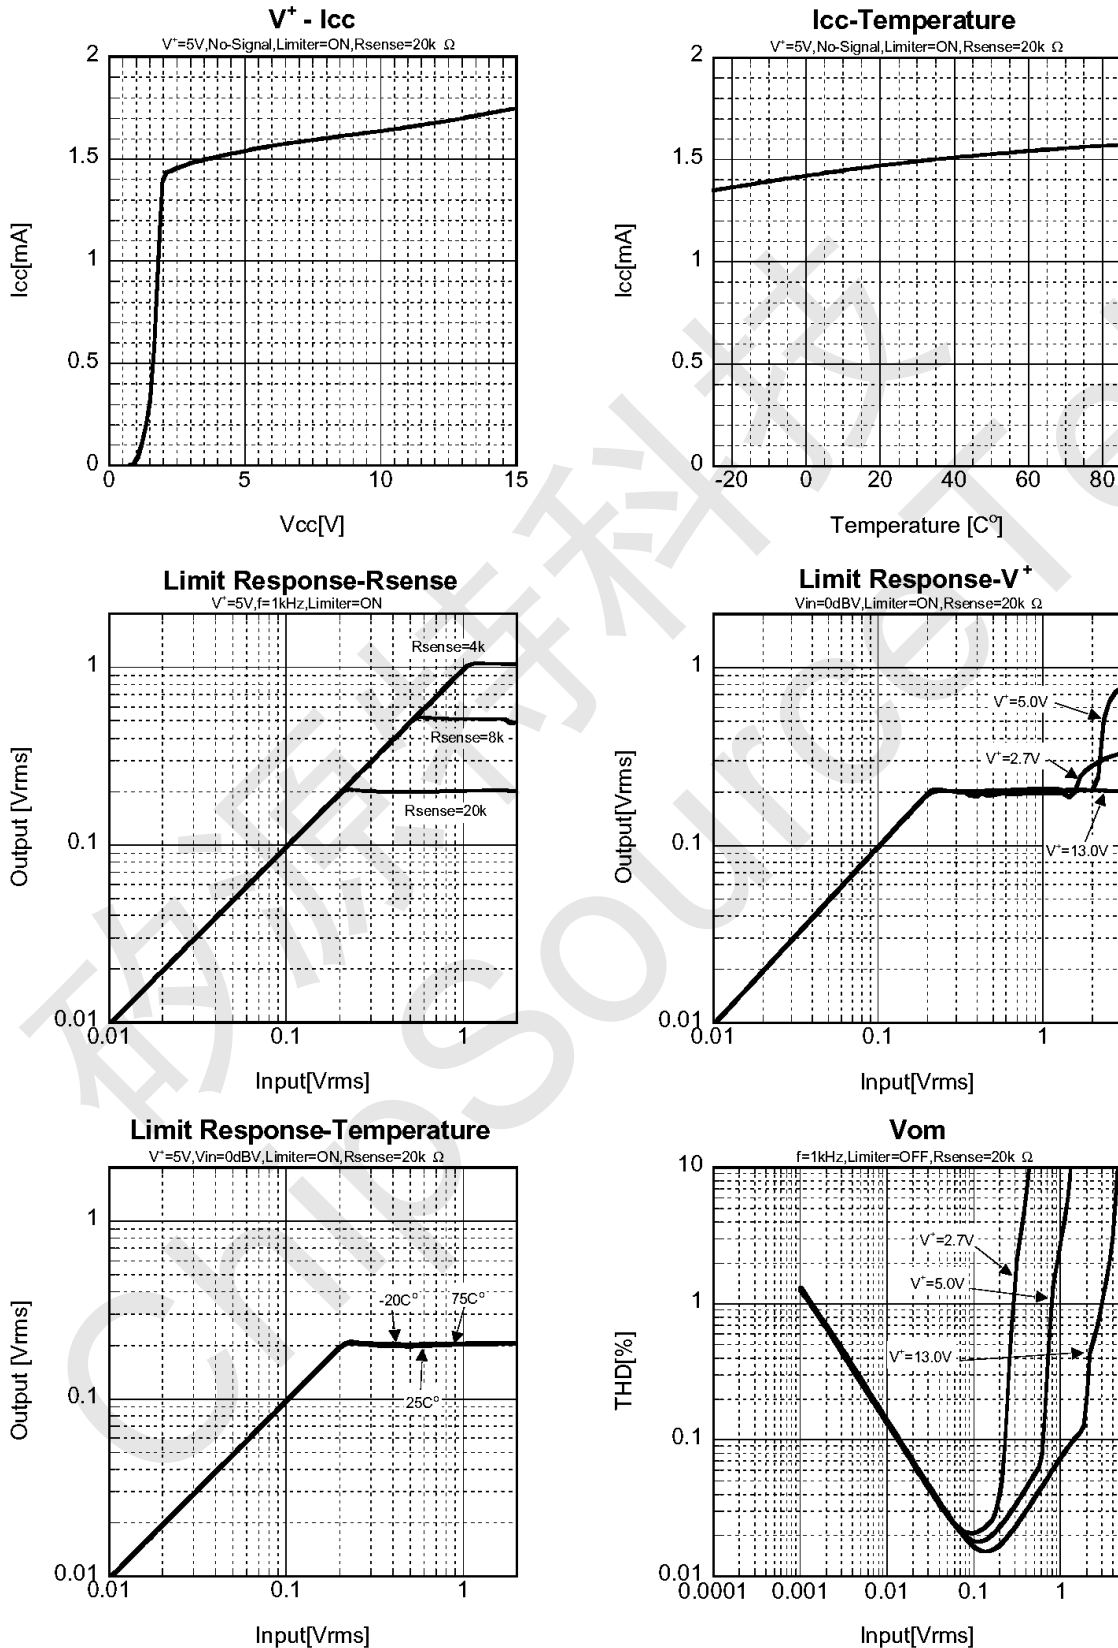 V⁺ - Icc
V⁺=5V,No-Signal,Limiter=ON,Rsense=20k Ω
2
1.5
1
0.5
0
0 5 10 15
Icc[mA]
Vcc[V]
Icc-Temperature
V⁺=5V,No-Signal,Limiter=ON,Rsense=20k Ω
2
1.5
1
0.5
0
-20 0 20 40 60 80
Icc[mA]
Temperature [C°]
Limit Response-Rsense
V⁺=5V,f=1kHz,Limiter=ON
Rsense=4k
Rsense=8k
Rsense=20k
1
0.1
0.01
0.01 0.1 1
Output [Vrms]
Input[Vrms]
Limit Response-V⁺
Vin=0dBV,Limiter=ON,Rsense=20k Ω
V⁺=5.0V
V⁺=2.7V
V⁺=13.0V
1
0.1
0.01
0.01 0.1 1
Output[Vrms]
Input[Vrms]
Limit Response-Temperature
V⁺=5V,Vin=0dBV,Limiter=ON,Rsense=20k Ω
-20C° 75C°
25C°
1
0.1
0.01
0.01 0.1 1
Output [Vrms]
Input[Vrms]
Vom
f=1kHz,Limiter=OFF,Rsense=20k Ω
V⁺=2.7V
V⁺=5.0V
V⁺=13.0V
10
1
0.1
0.01
0.0001 0.001 0.01 0.1 1
THD[%]
Input[Vrms]
矽源特科技
ChipSourceTe